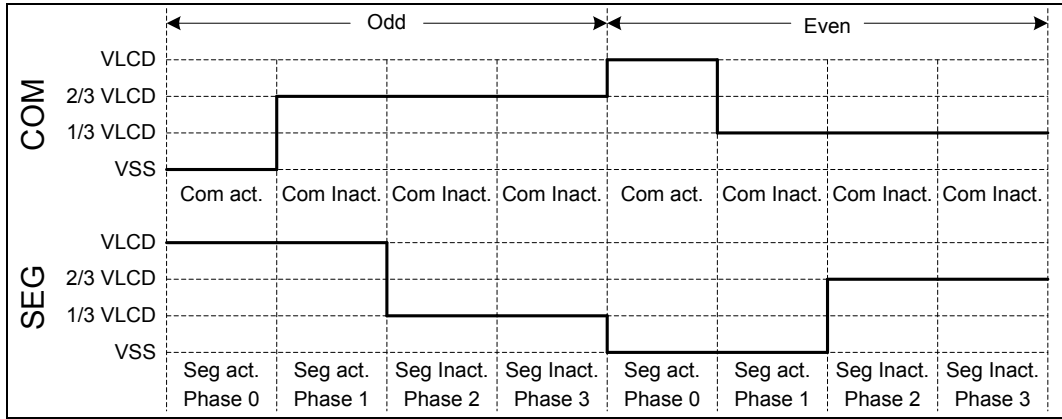 Odd Even
VLCD
2/3 VLCD
1/3 VLCD
VSS
COM
Com act. Com Inact. Com Inact. Com Inact. Com act. Com Inact. Com Inact. Com Inact.
VLCD
2/3 VLCD
1/3 VLCD
VSS
SEG
Seg act. Seg act. Seg Inact. Seg Inact. Seg act. Seg act. Seg Inact. Seg Inact.
Phase 0 Phase 1 Phase 2 Phase 3 Phase 0 Phase 1 Phase 2 Phase 3